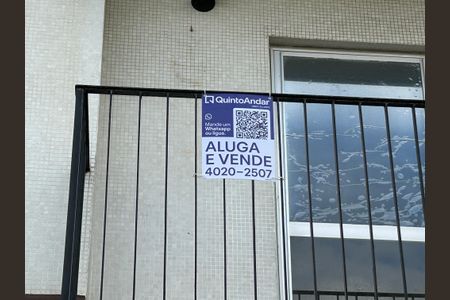 QuintoAndar
Mande um
Whatsapp
ou ligue.
ALUGA
E VENDE
4020-2507